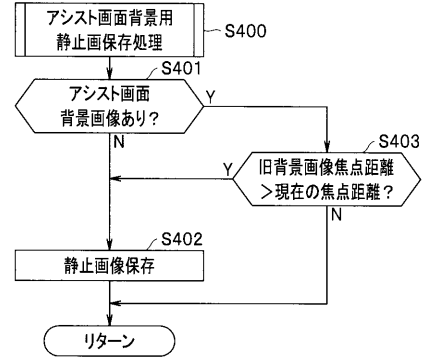 アシスト画面背景用
静止画保存処理
S400
S401
アシスト画面
背景画像あり？
Y
N
S403
旧背景画像焦点距離
＞現在の焦点距離？
Y
N
S402
静止画像保存
リターン